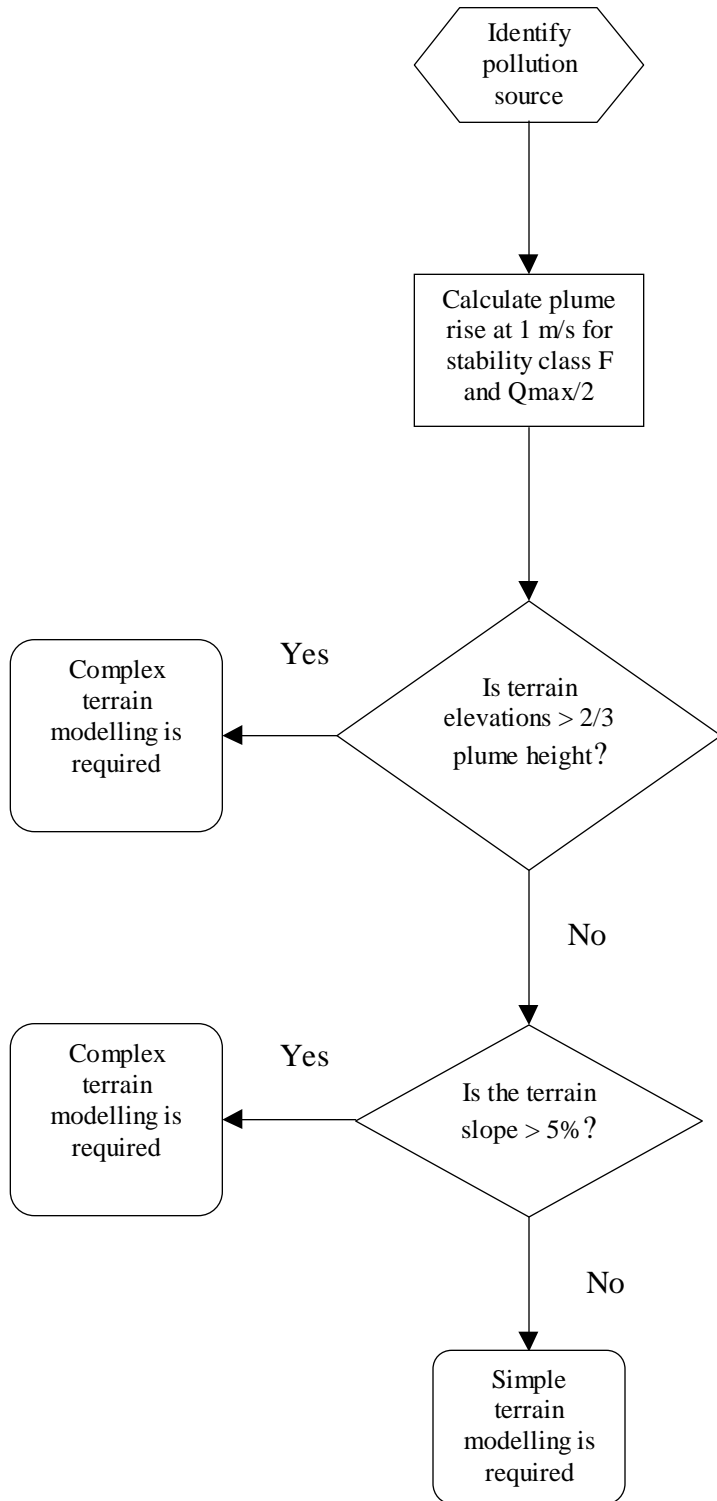 Identify
pollution
source
Calculate plume
rise at 1 m/s for
stability class F
and Qmax/2
Is terrain
elevations > 2/3
plume height?
Yes
Complex
terrain
modelling is
required
No
Is the terrain
slope > 5%?
Yes
Complex
terrain
modelling is
required
No
Simple
terrain
modelling is
required